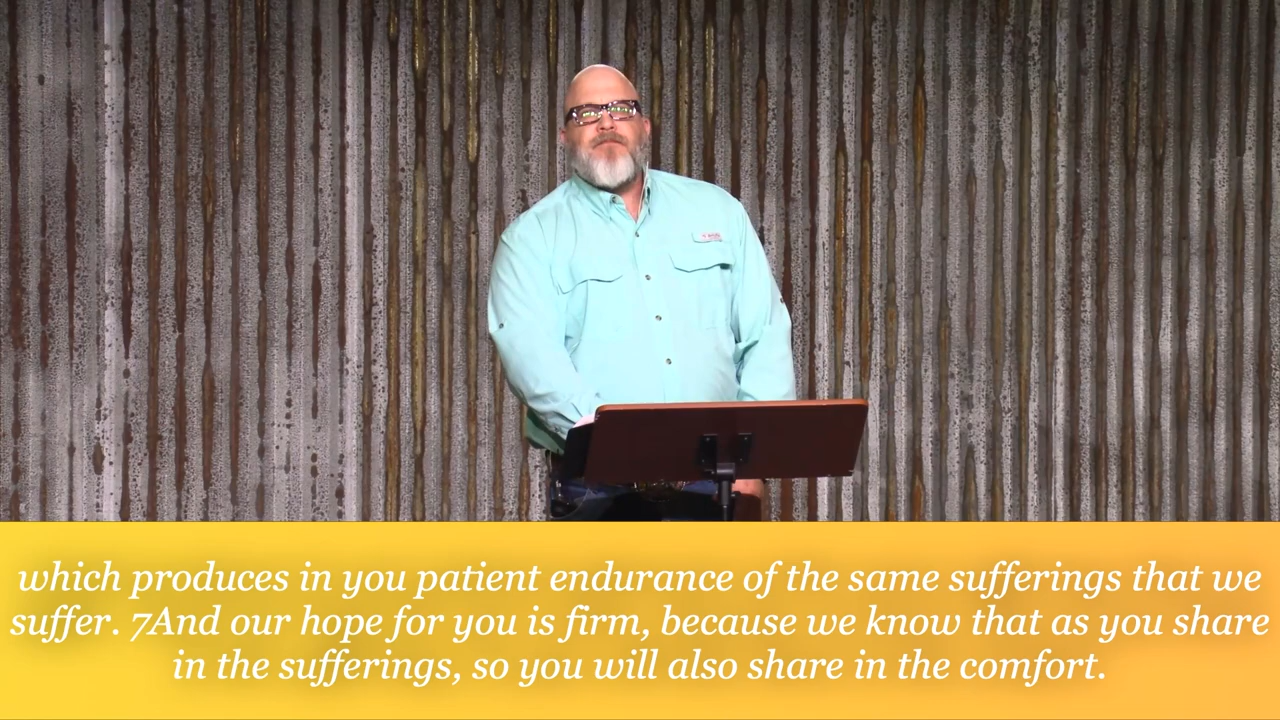 which produces in you patient endurance of the same sufferings that we
suffer. 7And our hope for you is firm, because we know that as you share
in the sufferings, so you will also share in the comfort.